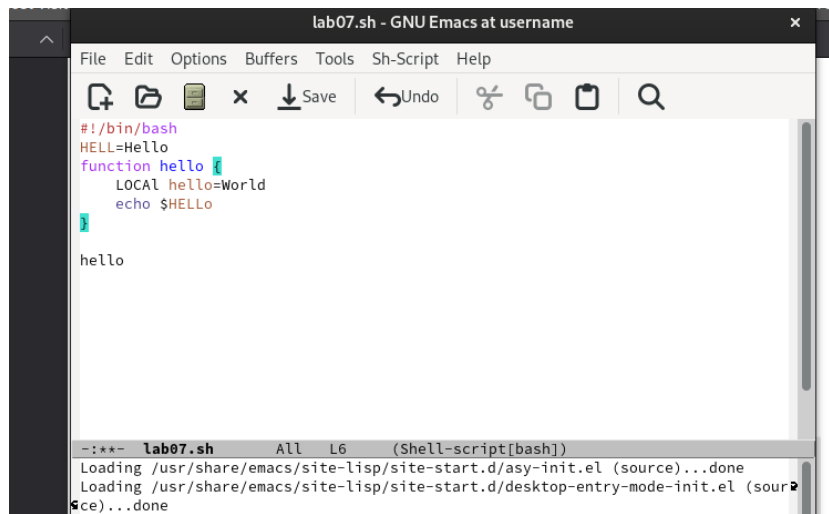 lab07.sh - GNU Emacs at username
×
File Edit Options Buffers Tools Sh-Script Help
Save
Undo
#!/bin/bash
HELL=Hello
function hello {
    LOCAl hello=World
    echo $HELLo
}
hello
-:**- lab07.sh All L6 (Shell-script[bash])
Loading /usr/share/emacs/site-lisp/site-start.d/asy-init.el (source)...done
Loading /usr/share/emacs/site-lisp/site-start.d/desktop-entry-mode-init.el (sour
ce)...done